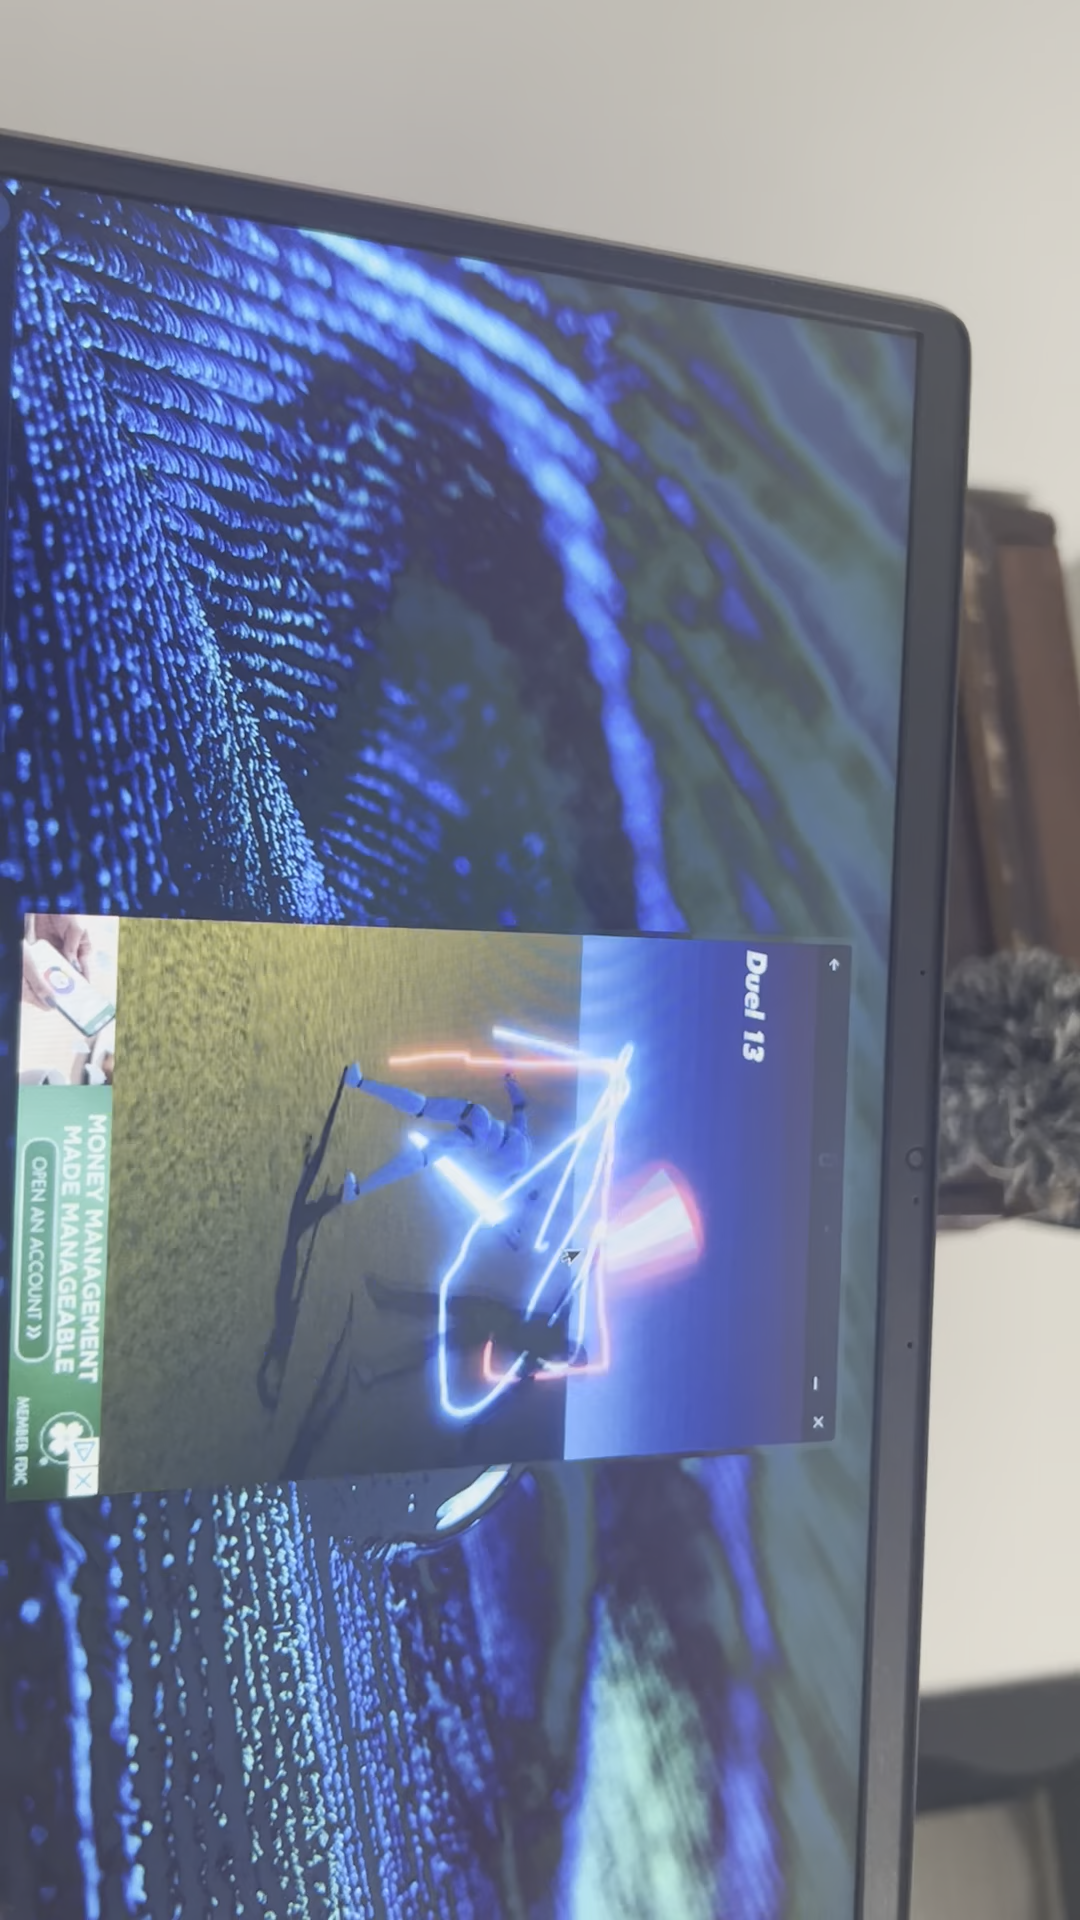 Duel 13
MONEY MANAGEMENT
MADE MANAGEABLE
OPEN AN ACCOUNT »
MEMBER FDIC